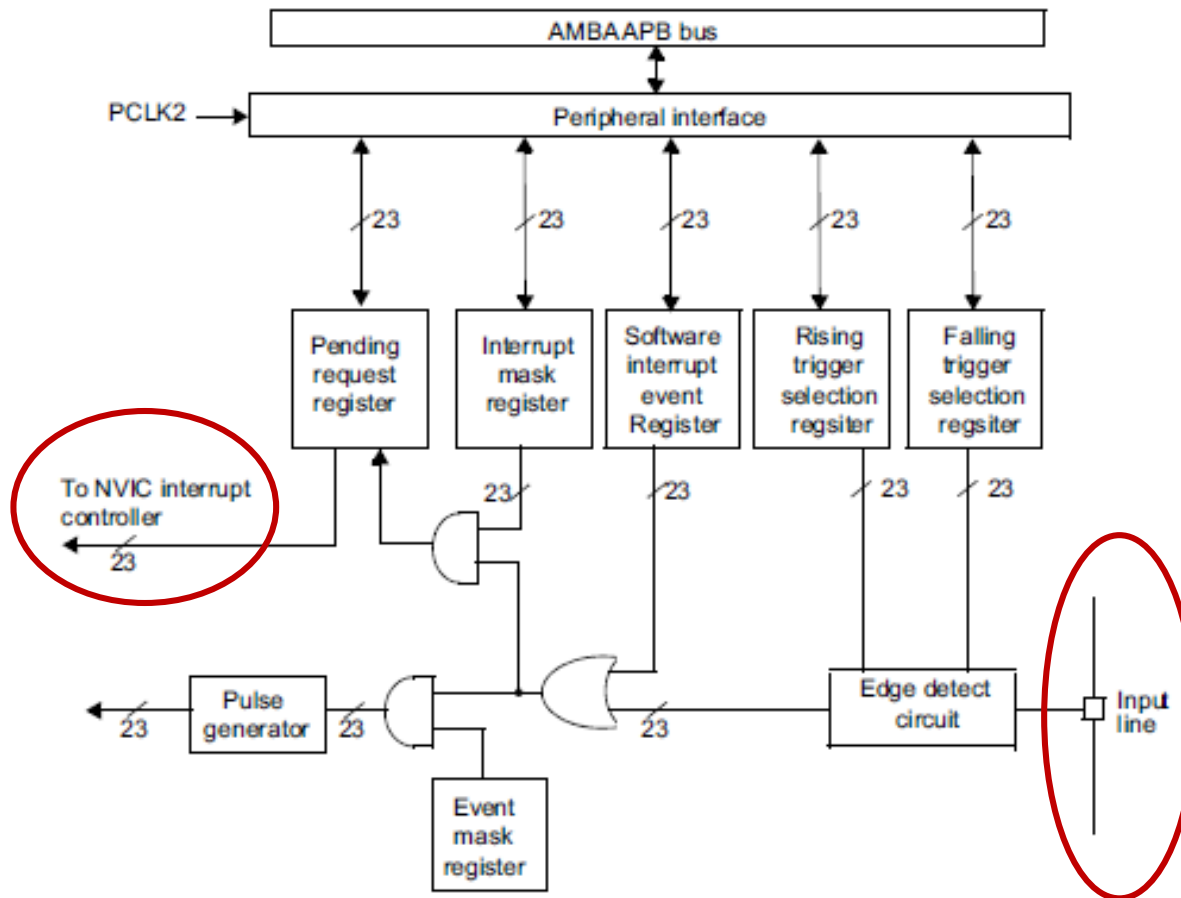 AMBA APB bus
PCLK2
Peripheral interface
23
23
23
23
23
Pending
request
register
Interrupt
mask
register
Software
interrupt
event
Register
Rising
trigger
selection
regsiter
Falling
trigger
selection
regsiter
To NVIC interrupt
controller
23
23
23
23
23
Pulse
generator
23
23
23
Edge detect
circuit
Input
line
Event
mask
register